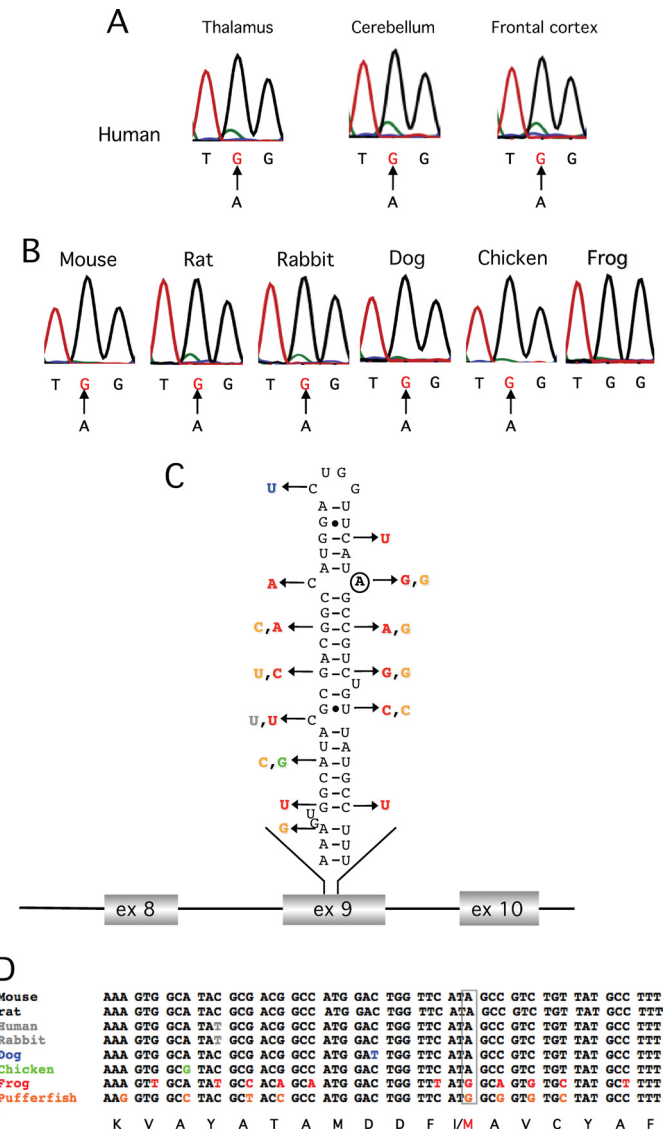 A
Thalamus Cerebellum Frontal cortex
Human
T G G T G G T G G
A A A
B
Mouse Rat Rabbit Dog Chicken Frog
T G G T G G T G G T G G T G G T G G
A A A A A
C
U G
U C G
A – U
G • U
G – C U
U – A
A – U
A C A G,G
C – G
G – C
C,A G – C A,G
C – G
A – U
U,C G – C G,G
U
C – G
G • U C,C
U,U C
A – U
U – A
C,G A – U
C – G
G – C
U G – C U
U
G
G A – U
A – U
A – U
ex 8 ex 9 ex 10
D
Mouse AAA GTG GCA TAC GCG ACG GCC ATG GAC TGG TTC ATA GCC GTC TGT TAT GCC TTT
rat AAA GTG GCA TAC GCG ACG GCC ATG GAC TGG TTC ATA GCC GTC TGT TAT GCC TTT
Human AAA GTG GCA TAT GCG ACG GCC ATG GAC TGG TTC ATA GCC GTC TGT TAT GCC TTT
Rabbit AAA GTG GCA TAT GCG ACG GCC ATG GAC TGG TTC ATA GCC GTC TGT TAT GCC TTT
Dog AAA GTG GCA TAC GCG ACG GCC ATG GAT TGG TTC ATA GCC GTC TGT TAT GCC TTT
Chicken AAA GTG GCG TAC GCG ACG GCC ATG GAC TGG TTC ATA GCC GTC TGT TAT GCC TTT
Frog AAA GTT GCA TAT GCC ACA GCA ATG GAC TGG TTT ATG GCA GTG TGC TAT GCT TTT
Pufferfish AAG GTG GCC TAC GCT ACC GCC ATG GAC TGG TTC ATG GCG GTG TGC TAT GCC TTT
K V A Y A T A M D D F I/M A V C Y A F